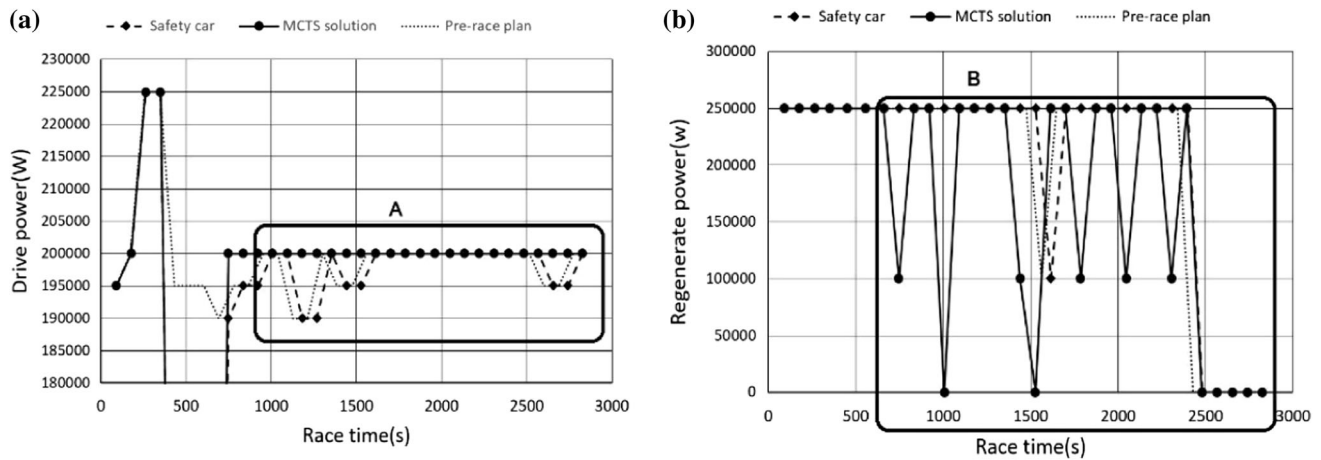 (a)
Safety car MCTS solution Pre-race plan
230000
225000
220000
215000
210000
205000
200000
195000
190000
185000
180000
Drive power(W)
A
0 500 1000 1500 2000 2500 3000
Race time(s)
(b)
Safety car MCTS solution Pre-race plan
300000
250000
200000
150000
100000
50000
0
Regenerate power(w)
B
0 500 1000 1500 2000 2500 3000
Race time(s)